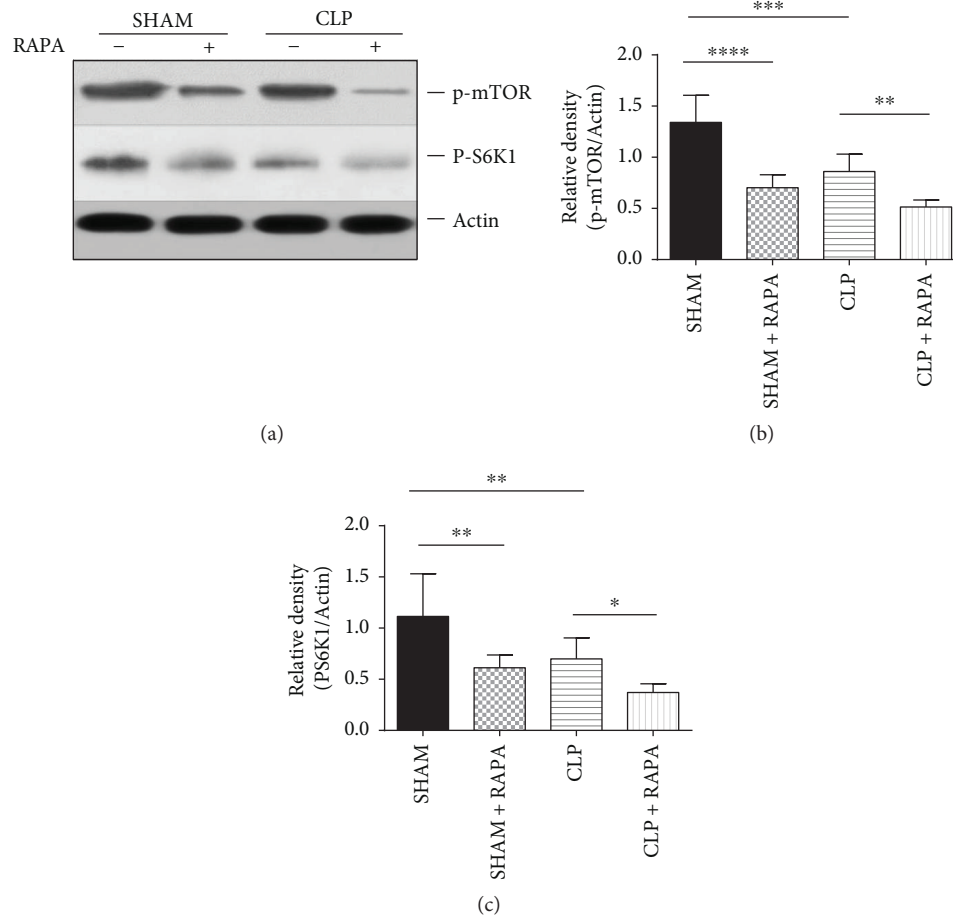 SHAM CLP
RAPA – + – +
p-mTOR
P-S6K1
Actin
(a)
***
****
**
2.0
1.5
1.0
0.5
0.0
Relative density
(p-mTOR/Actin)
SHAM
SHAM + RAPA
CLP
CLP + RAPA
(b)
**
**
*
2.0
1.5
1.0
0.5
0.0
Relative density
(PS6K1/Actin)
SHAM
SHAM + RAPA
CLP
CLP + RAPA
(c)